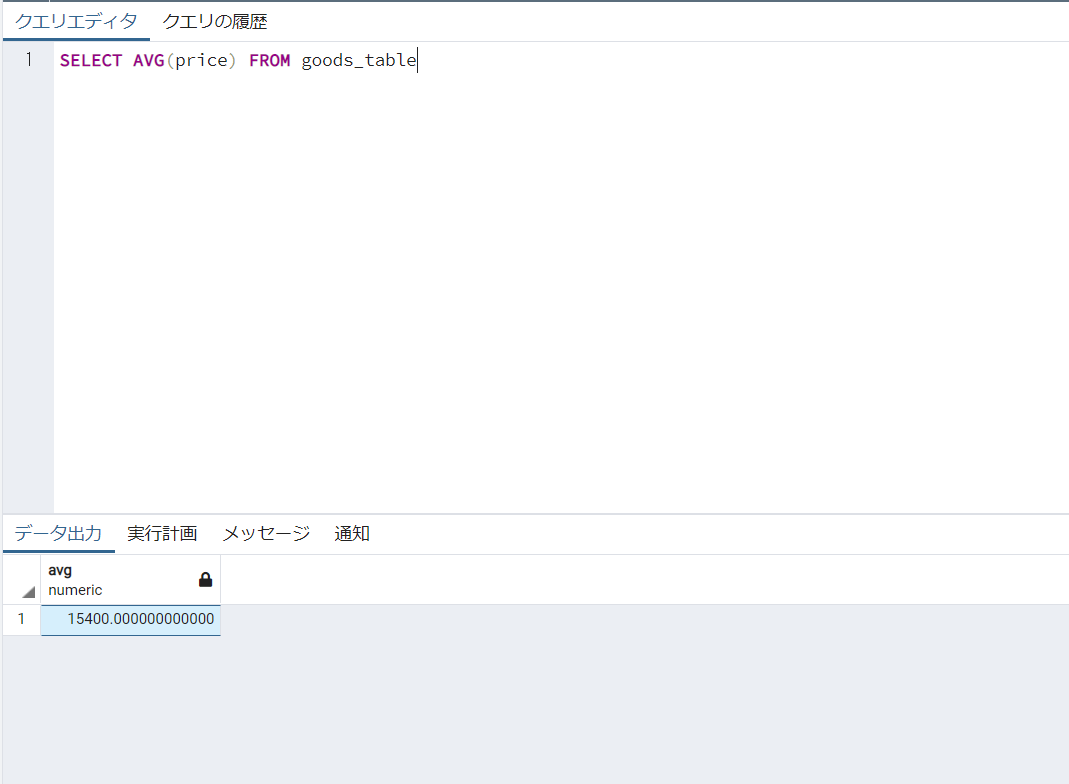 クエリエディタ クエリの履歴
1 SELECT AVG(price) FROM goods_table
データ出力 実行計画 メッセージ 通知
avg
numeric
1 15400.000000000000